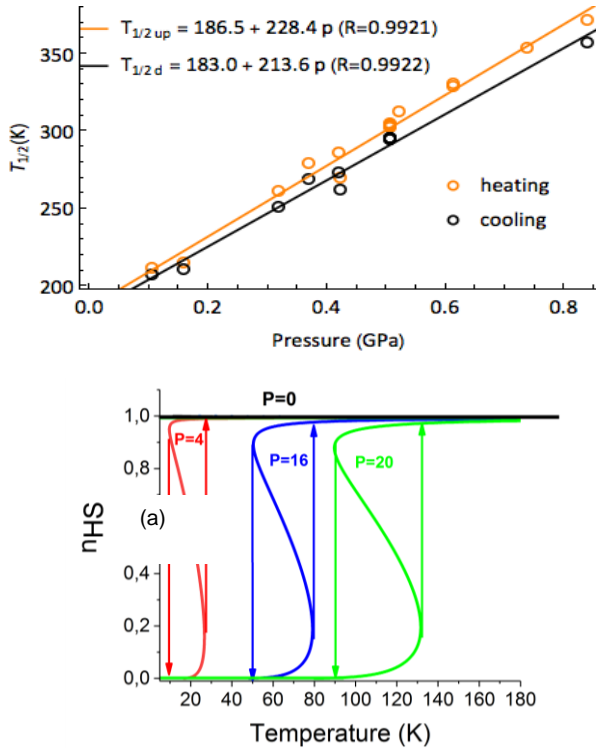 T1/2 up = 186.5 + 228.4 p (R=0.9921)
T1/2 d = 183.0 + 213.6 p (R=0.9922)
350
300
250
200
T1/2(K)
heating
cooling
0.0 0.2 0.4 0.6 0.8
Pressure (GPa)
P=0
1,0
P=4
P=16
P=20
0,8
(a)
nHS
0,4
0,2
0,0
20 40 60 80 100 120 140 160 180
Temperature (K)